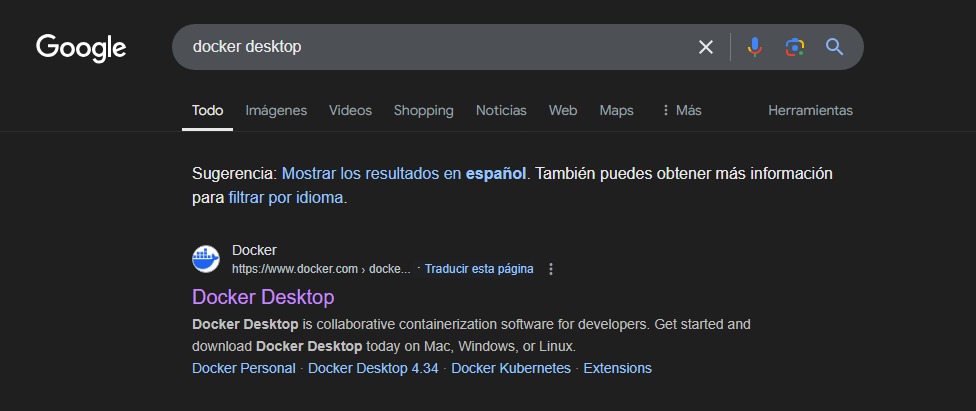 Google
docker desktop
Todo Imágenes Videos Shopping Noticias Web Maps Más Herramientas
Sugerencia: Mostrar los resultados en español. También puedes obtener más información
para filtrar por idioma.
Docker
https://www.docker.com › docke... · Traducir esta página
Docker Desktop
Docker Desktop is collaborative containerization software for developers. Get started and
download Docker Desktop today on Mac, Windows, or Linux.
Docker Personal · Docker Desktop 4.34 · Docker Kubernetes · Extensions